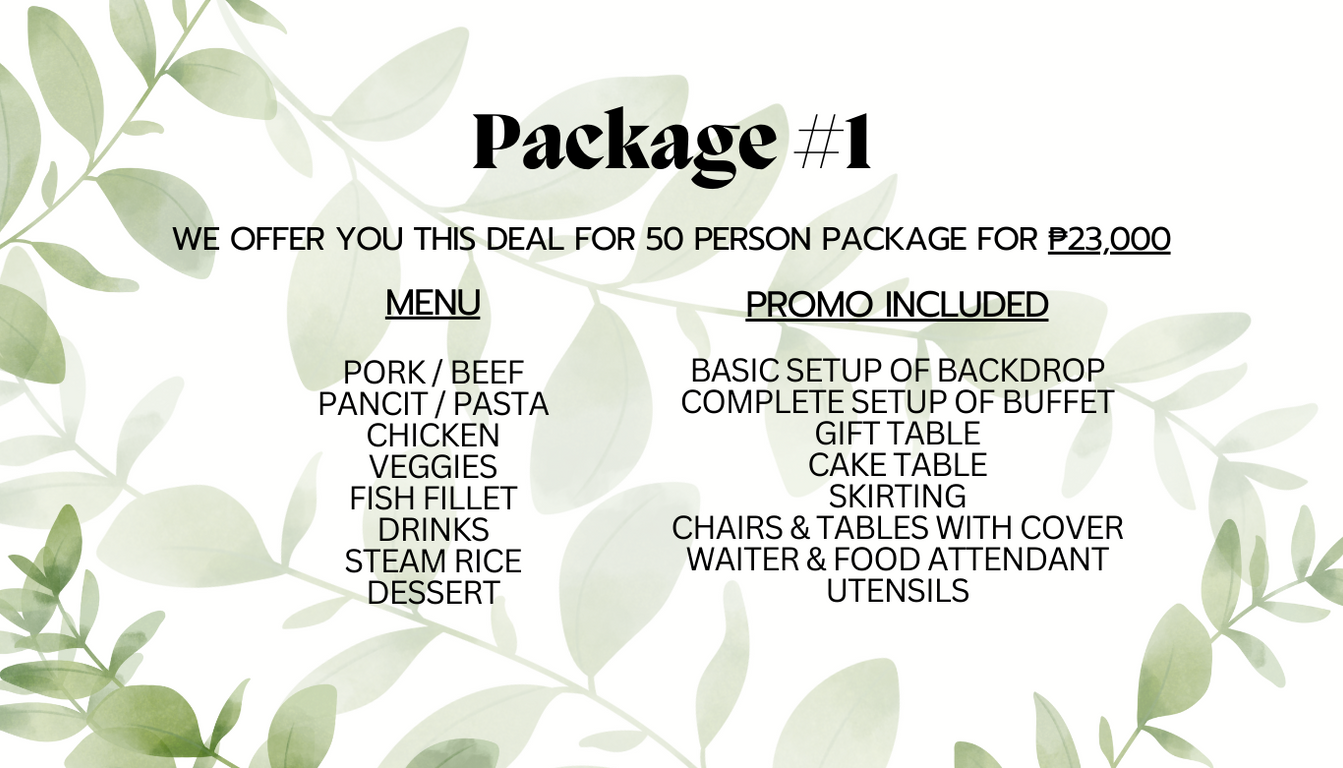 Package #1
WE OFFER YOU THIS DEAL FOR 50 PERSON PACKAGE FOR ₱23,000
MENU
PORK / BEEF
PANCIT / PASTA
CHICKEN
VEGGIES
FISH FILLET
DRINKS
STEAM RICE
DESSERT
PROMO INCLUDED
BASIC SETUP OF BACKDROP
COMPLETE SETUP OF BUFFET
GIFT TABLE
CAKE TABLE
SKIRTING
CHAIRS & TABLES WITH COVER
WAITER & FOOD ATTENDANT
UTENSILS